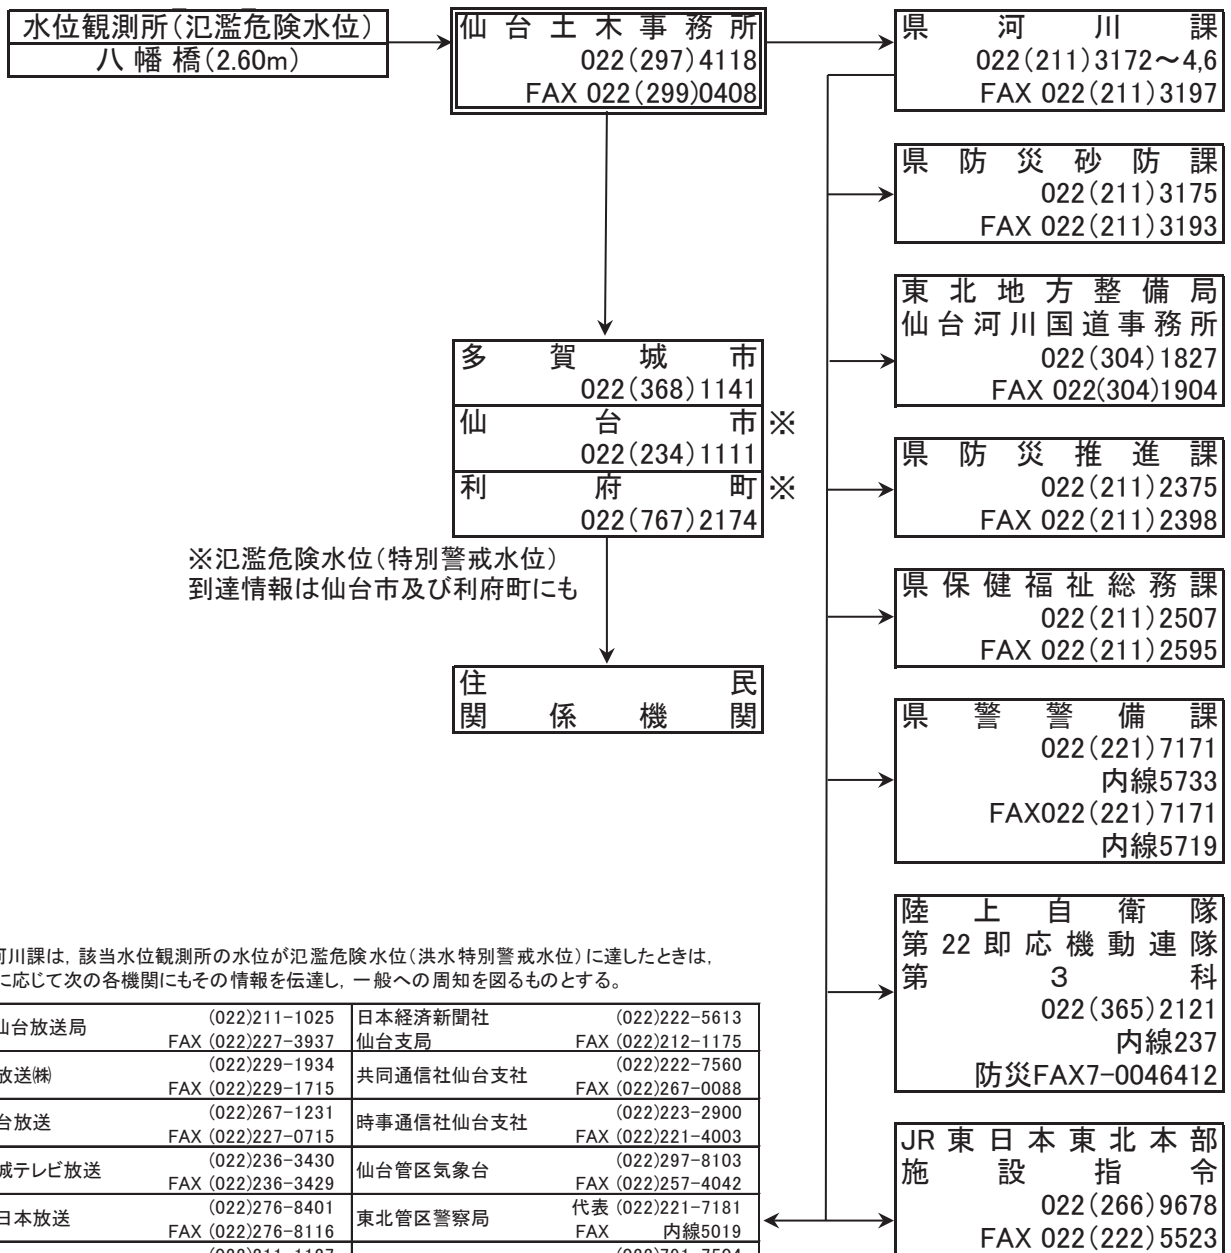 水位観測所(氾濫危険水位)
八幡橋(2.60m)
仙台土木事務所
022(297)4118
FAX 022(299)0408
県河川課
022(211)3172～4,6
FAX 022(211)3197
県防災砂防課
022(211)3175
FAX 022(211)3193
東北地方整備局
仙台河川国道事務所
022(304)1827
FAX 022(304)1904
多賀城市
022(368)1141
仙台市※
022(234)1111
利府町※
022(767)2174
県防災推進課
022(211)2375
FAX 022(211)2398
※氾濫危険水位(特別警戒水位)
到達情報は仙台市及び利府町にも
県保健福祉総務課
022(211)2507
FAX 022(211)2595
住民
関係機関
県警警備課
022(221)7171
内線5733
FAX022(221)7171
内線5719
陸上自衛隊
第22即応機動連隊
第3科
022(365)2121
内線237
防災FAX7-0046412
JR東日本東北本部
施設指令
022(266)9678
FAX 022(222)5523
河川課は, 該当水位観測所の水位が氾濫危険水位(洪水特別警戒水位)に達したときは,
に応じて次の各機関にもその情報を伝達し, 一般への周知を図るものとする。
仙台放送局 (022)211-1025
FAX (022)227-3937
日本経済新聞社 (022)222-5613
仙台支局 FAX (022)212-1175
放送㈱ (022)229-1934
FAX (022)229-1715
共同通信社仙台支社 (022)222-7560
FAX (022)267-0088
台放送 (022)267-1231
FAX (022)227-0715
時事通信社仙台支社 (022)223-2900
FAX (022)221-4003
城テレビ放送 (022)236-3430
FAX (022)236-3429
仙台管区気象台 (022)297-8103
FAX (022)257-4042
日本放送 (022)276-8401
FAX (022)276-8116
東北管区警察局 代表 (022)221-7181
FAX 内線5019